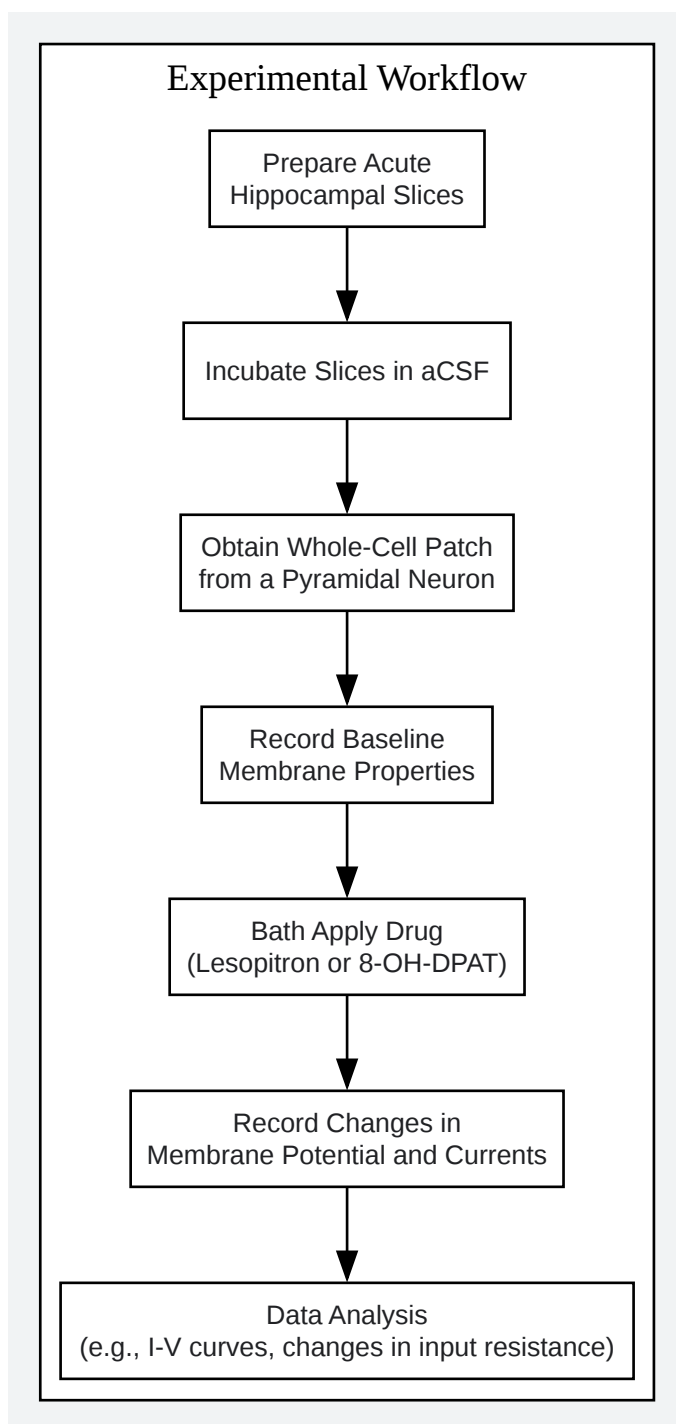 Experimental Workflow
Prepare Acute
Hippocampal Slices
Incubate Slices in aCSF
Obtain Whole-Cell Patch
from a Pyramidal Neuron
Record Baseline
Membrane Properties
Bath Apply Drug
(Lesopitron or 8-OH-DPAT)
Record Changes in
Membrane Potential and Currents
Data Analysis
(e.g., I-V curves, changes in input resistance)